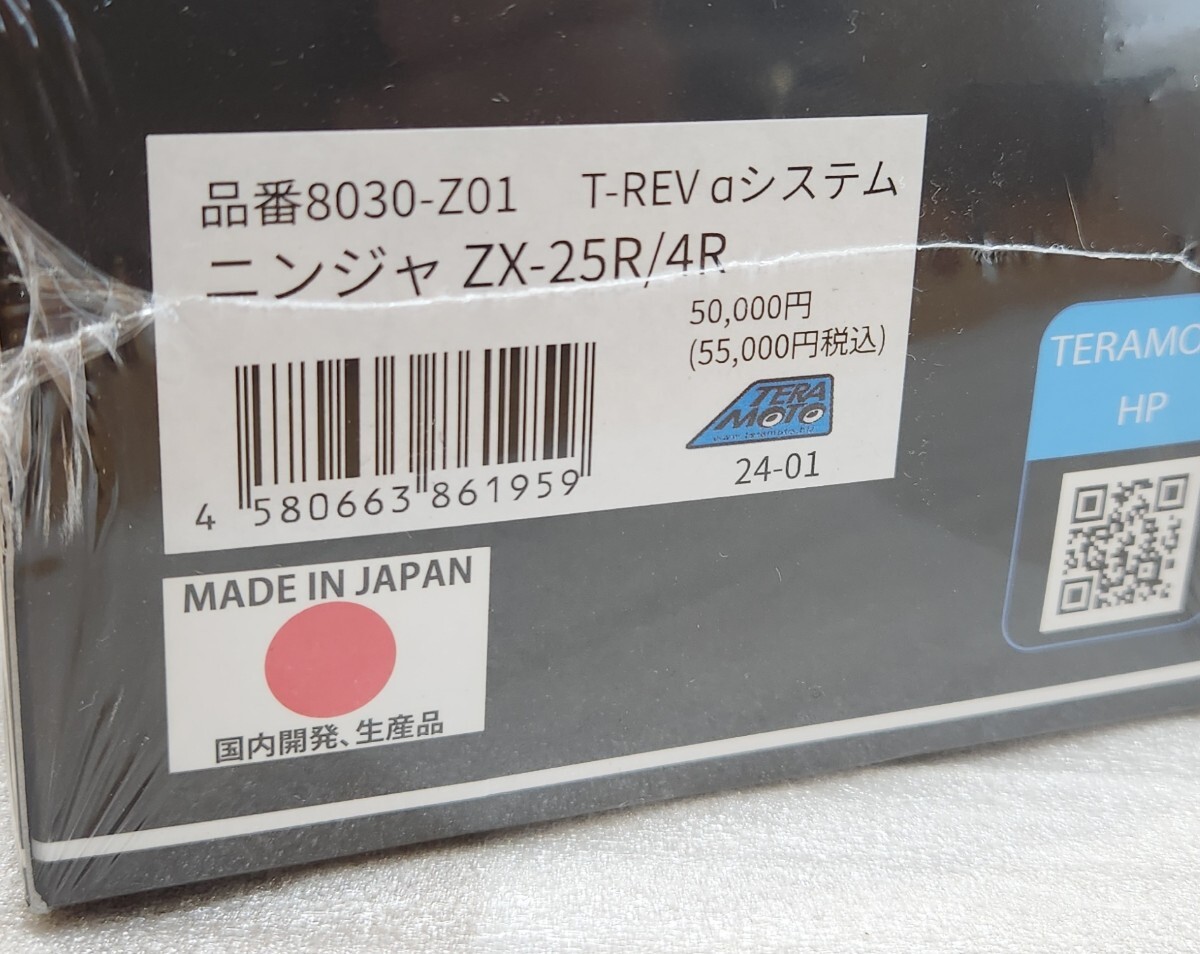 品番8030-Z01 T-REV αシステム
ニンジャ ZX-25R/4R
50,000円
(55,000円税込)
TERA
MOTO
24-01
4 580663 861959
MADE IN JAPAN
国内開発、生産品
TERAMO
HP